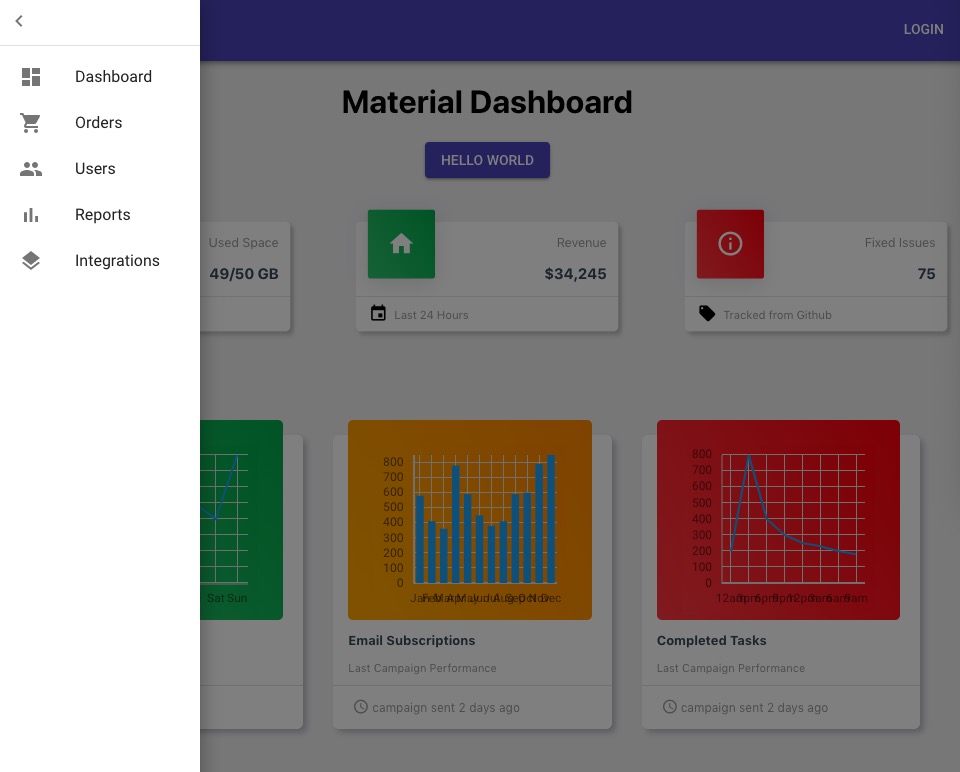 LOGIN
Dashboard
Orders
Users
Reports
Integrations
Material Dashboard
HELLO WORLD
Used Space
49/50 GB
Revenue
$34,245
Last 24 Hours
Fixed Issues
75
Tracked from Github
Sat Sun
800
700
600
500
400
300
200
100
0
Email Subscriptions
Last Campaign Performance
campaign sent 2 days ago
800
700
600
500
400
300
200
100
0
Completed Tasks
Last Campaign Performance
campaign sent 2 days ago